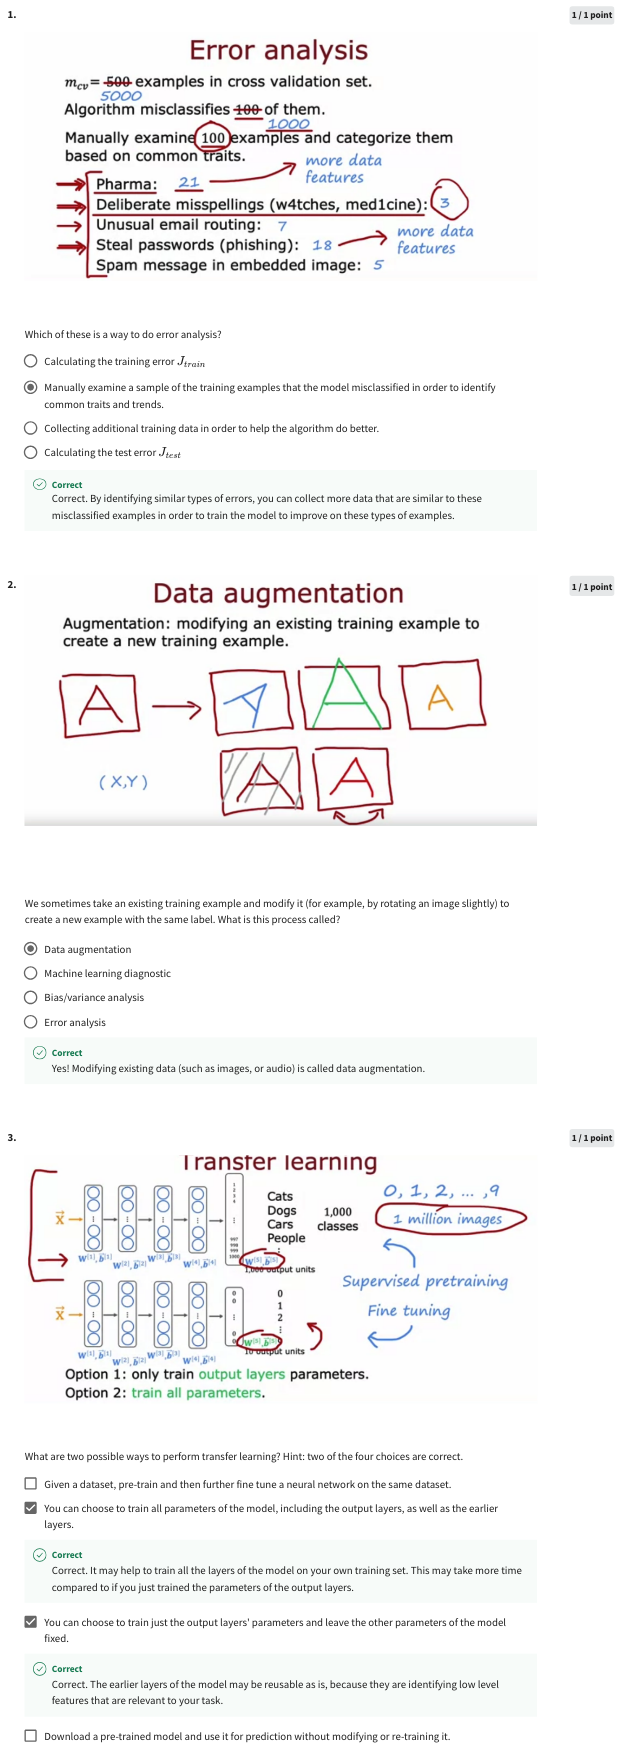 1.
1 / 1 point
Error analysis
m_cv = 500 examples in cross validation set.
5000
Algorithm misclassifies 100 of them.
1000
Manually examine 100 examples and categorize them
based on common traits.
more data
features
Pharma: 21
Deliberate misspellings (w4tches, med1cine): 3
Unusual email routing: 7
more data
features
Steal passwords (phishing): 18
Spam message in embedded image: 5
Which of these is a way to do error analysis?
Calculating the training error J_train
Manually examine a sample of the training examples that the model misclassified in order to identify
common traits and trends.
Collecting additional training data in order to help the algorithm do better.
Calculating the test error J_test
Correct
Correct. By identifying similar types of errors, you can collect more data that are similar to these
misclassified examples in order to train the model to improve on these types of examples.
2.
1 / 1 point
Data augmentation
Augmentation: modifying an existing training example to
create a new training example.
A A A A
(X,Y) A A
We sometimes take an existing training example and modify it (for example, by rotating an image slightly) to
create a new example with the same label. What is this process called?
Data augmentation
Machine learning diagnostic
Bias/variance analysis
Error analysis
Correct
Yes! Modifying existing data (such as images, or audio) is called data augmentation.
3.
1 / 1 point
Transfer learning
Cats
Dogs
Cars
People
1,000
classes
0, 1, 2, ... ,9
1 million images
x⃗
W[1], b⃗[1] W[2], b⃗[2] W[3], b⃗[3] W[4], b⃗[4] W[5], b⃗[5]
1,000 output units
Supervised pretraining
Fine tuning
x⃗
0
1
2
W[1], b⃗[1] W[2], b⃗[2] W[3], b⃗[3] W[4], b⃗[4] W[5], b⃗[5]
10 output units
Option 1: only train output layers parameters.
Option 2: train all parameters.
What are two possible ways to perform transfer learning? Hint: two of the four choices are correct.
Given a dataset, pre-train and then further fine tune a neural network on the same dataset.
You can choose to train all parameters of the model, including the output layers, as well as the earlier
layers.
Correct
Correct. It may help to train all the layers of the model on your own training set. This may take more time
compared to if you just trained the parameters of the output layers.
You can choose to train just the output layers' parameters and leave the other parameters of the model
fixed.
Correct
Correct. The earlier layers of the model may be reusable as is, because they are identifying low level
features that are relevant to your task.
Download a pre-trained model and use it for prediction without modifying or re-training it.